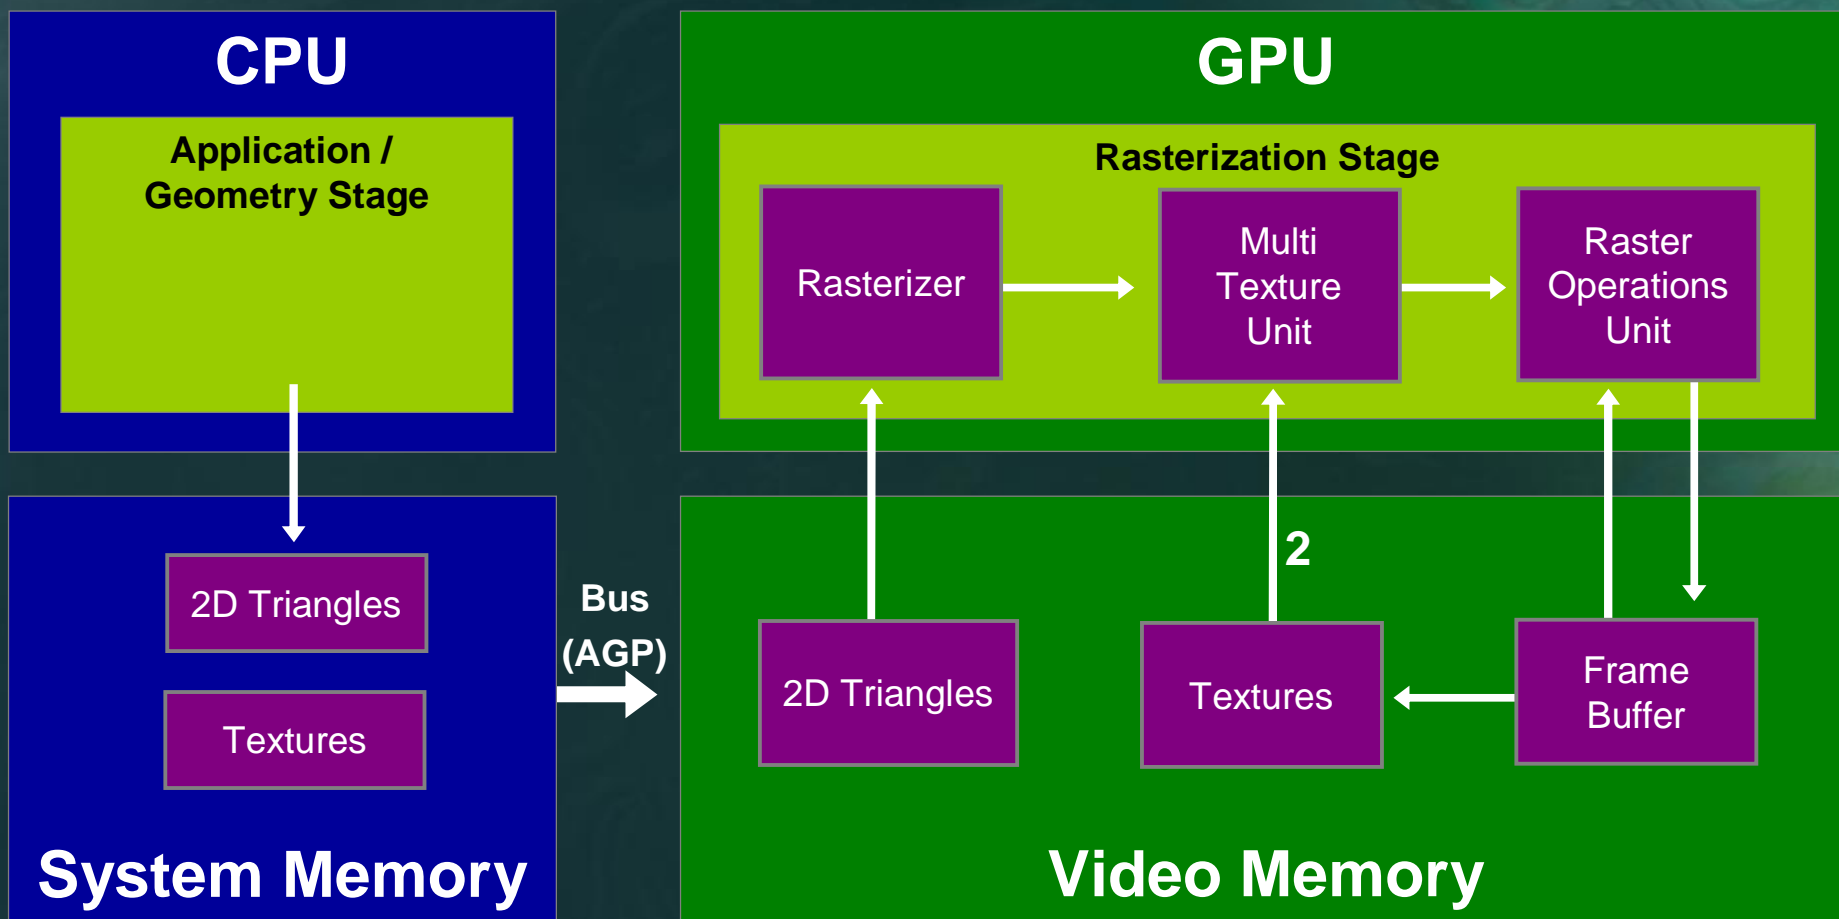 CPU
Application /
Geometry Stage
GPU
Rasterization Stage
Rasterizer
Multi
Texture
Unit
Raster
Operations
Unit
2D Triangles
Textures
System Memory
Bus
(AGP)
2
2D Triangles
Textures
Frame
Buffer
Video Memory